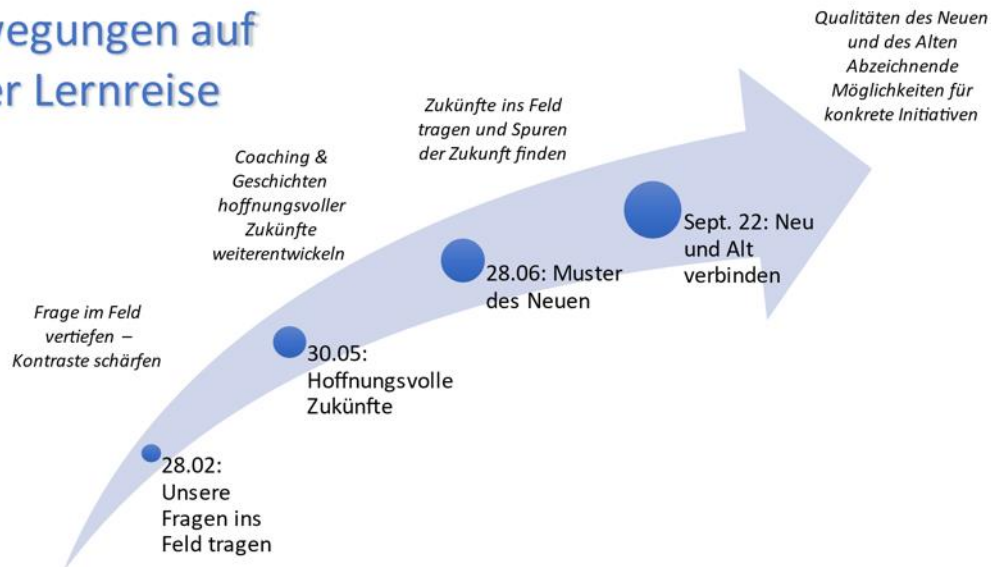 wegungen auf
er Lernreise
Frage im Feld
vertiefen –
Kontraste schärfen
28.02:
Unsere
Fragen ins
Feld tragen
Coaching &
Geschichten
hoffnungsvoller
Zukünfte
weiterentwickeln
30.05:
Hoffnungsvolle
Zukünfte
Zukünfte ins Feld
tragen und Spuren
der Zukunft finden
28.06: Muster
des Neuen
Sept. 22: Neu
und Alt
verbinden
Qualitäten des Neuen
und des Alten
Abzeichnende
Möglichkeiten für
konkrete Initiativen